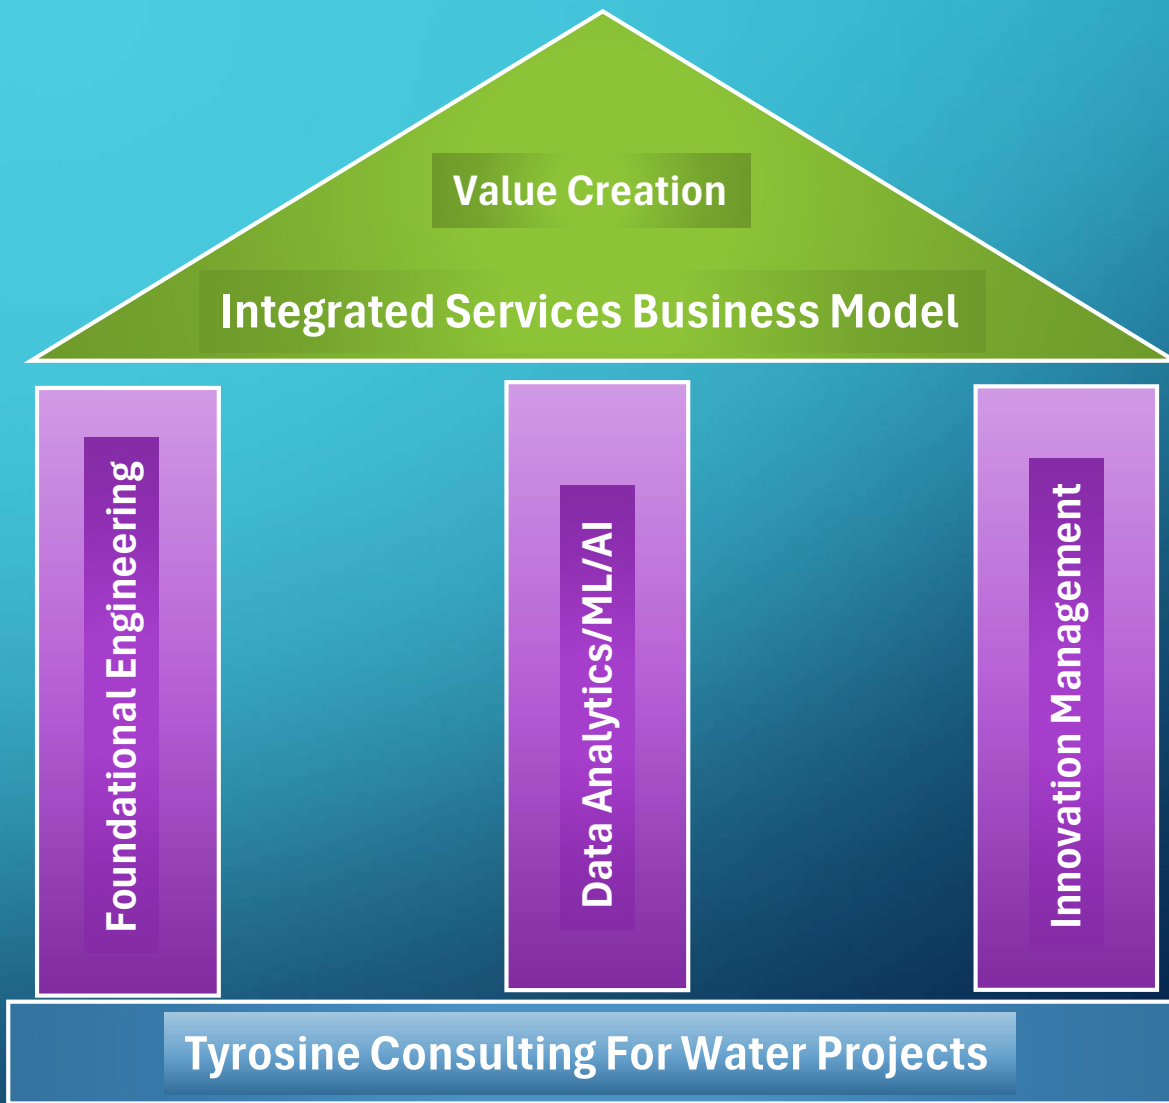 Value Creation
Integrated Services Business Model
Foundational Engineering
Data Analytics/ML/AI
Innovation Management
Tyrosine Consulting For Water Projects